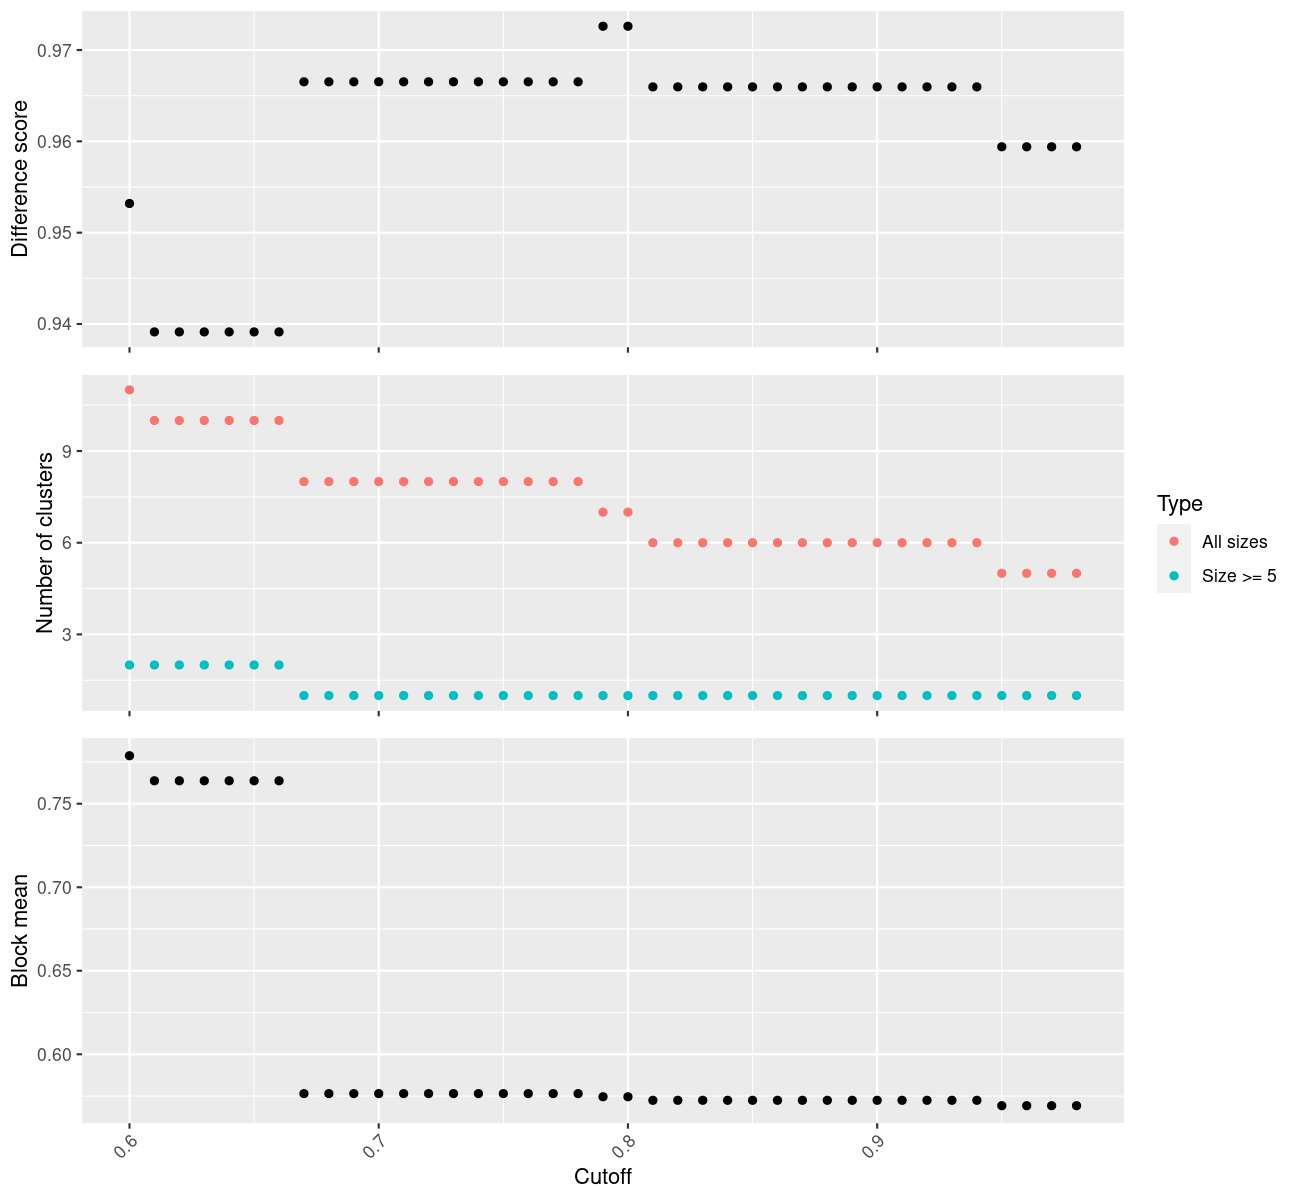 Difference score
0.97
0.96
0.95
0.94
Number of clusters
9
6
3
Type
All sizes
Size >= 5
Block mean
0.75
0.70
0.65
0.60
0.6
0.7
0.8
0.9
Cutoff